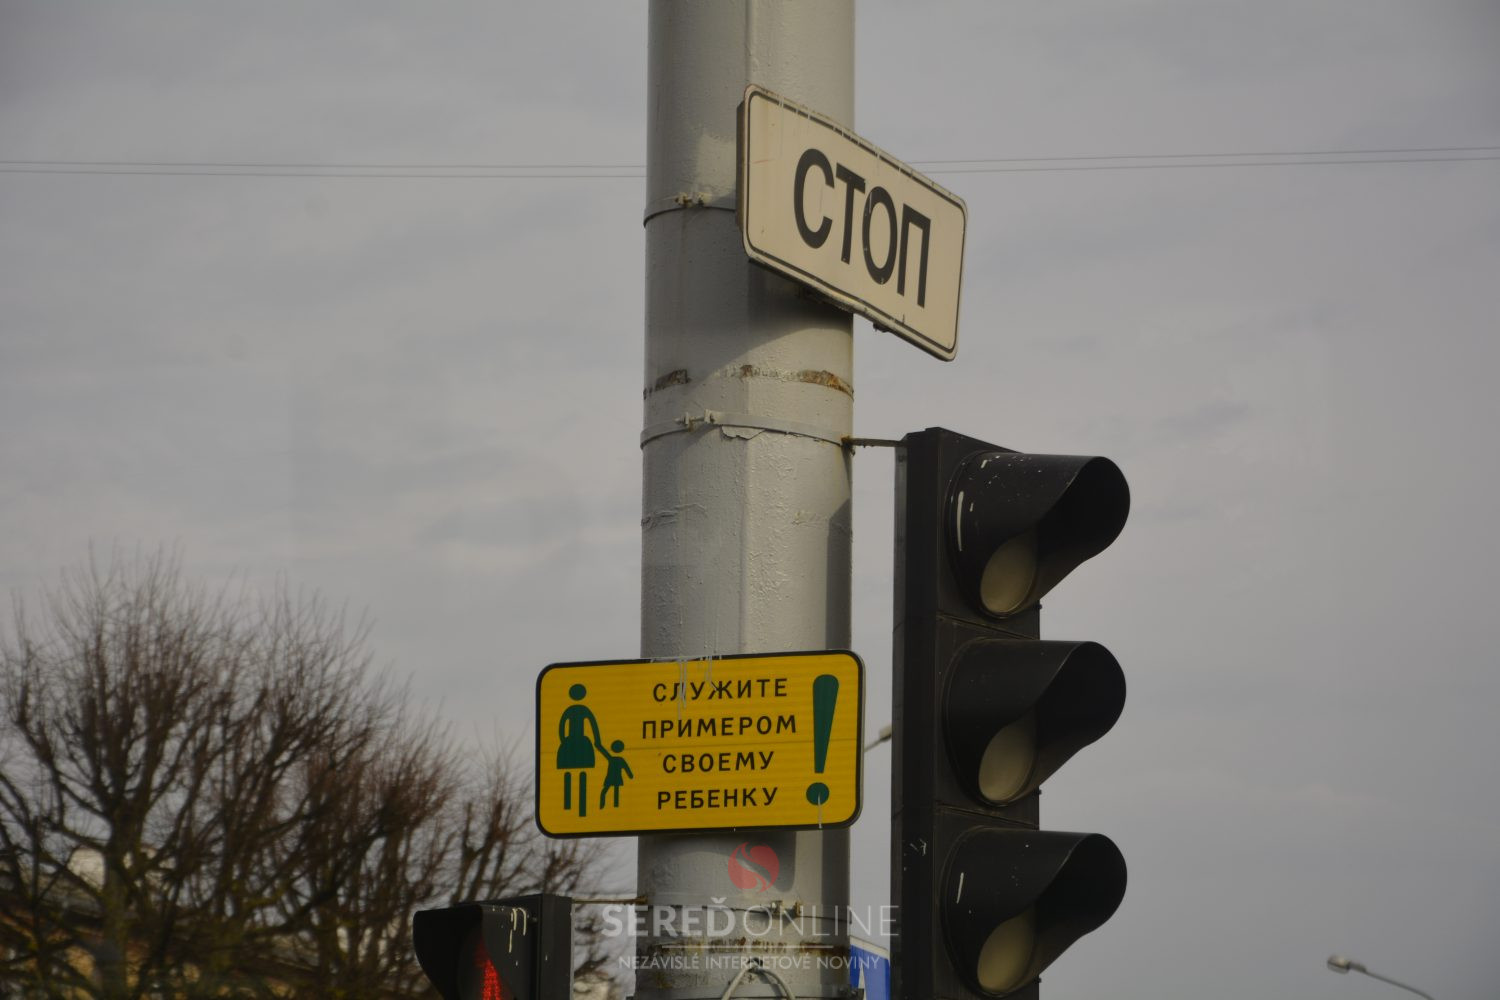 СТОП
СЛУЖИТЕ
ПРИМЕРОМ
СВОЕМУ
РЕБЕНКУ
!
SEREĎONLINE
NEZÁVISLÉ INTERNETOVÉ NOVINY